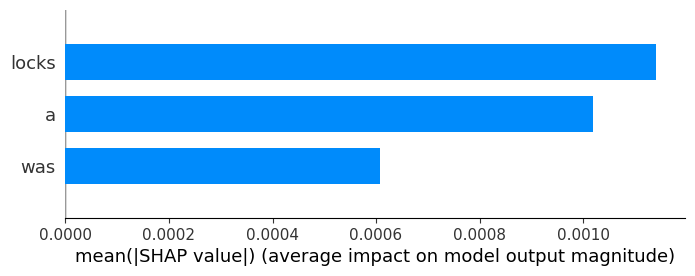 locks
a
was
0.0000 0.0002 0.0004 0.0006 0.0008 0.0010
mean(|SHAP value|) (average impact on model output magnitude)